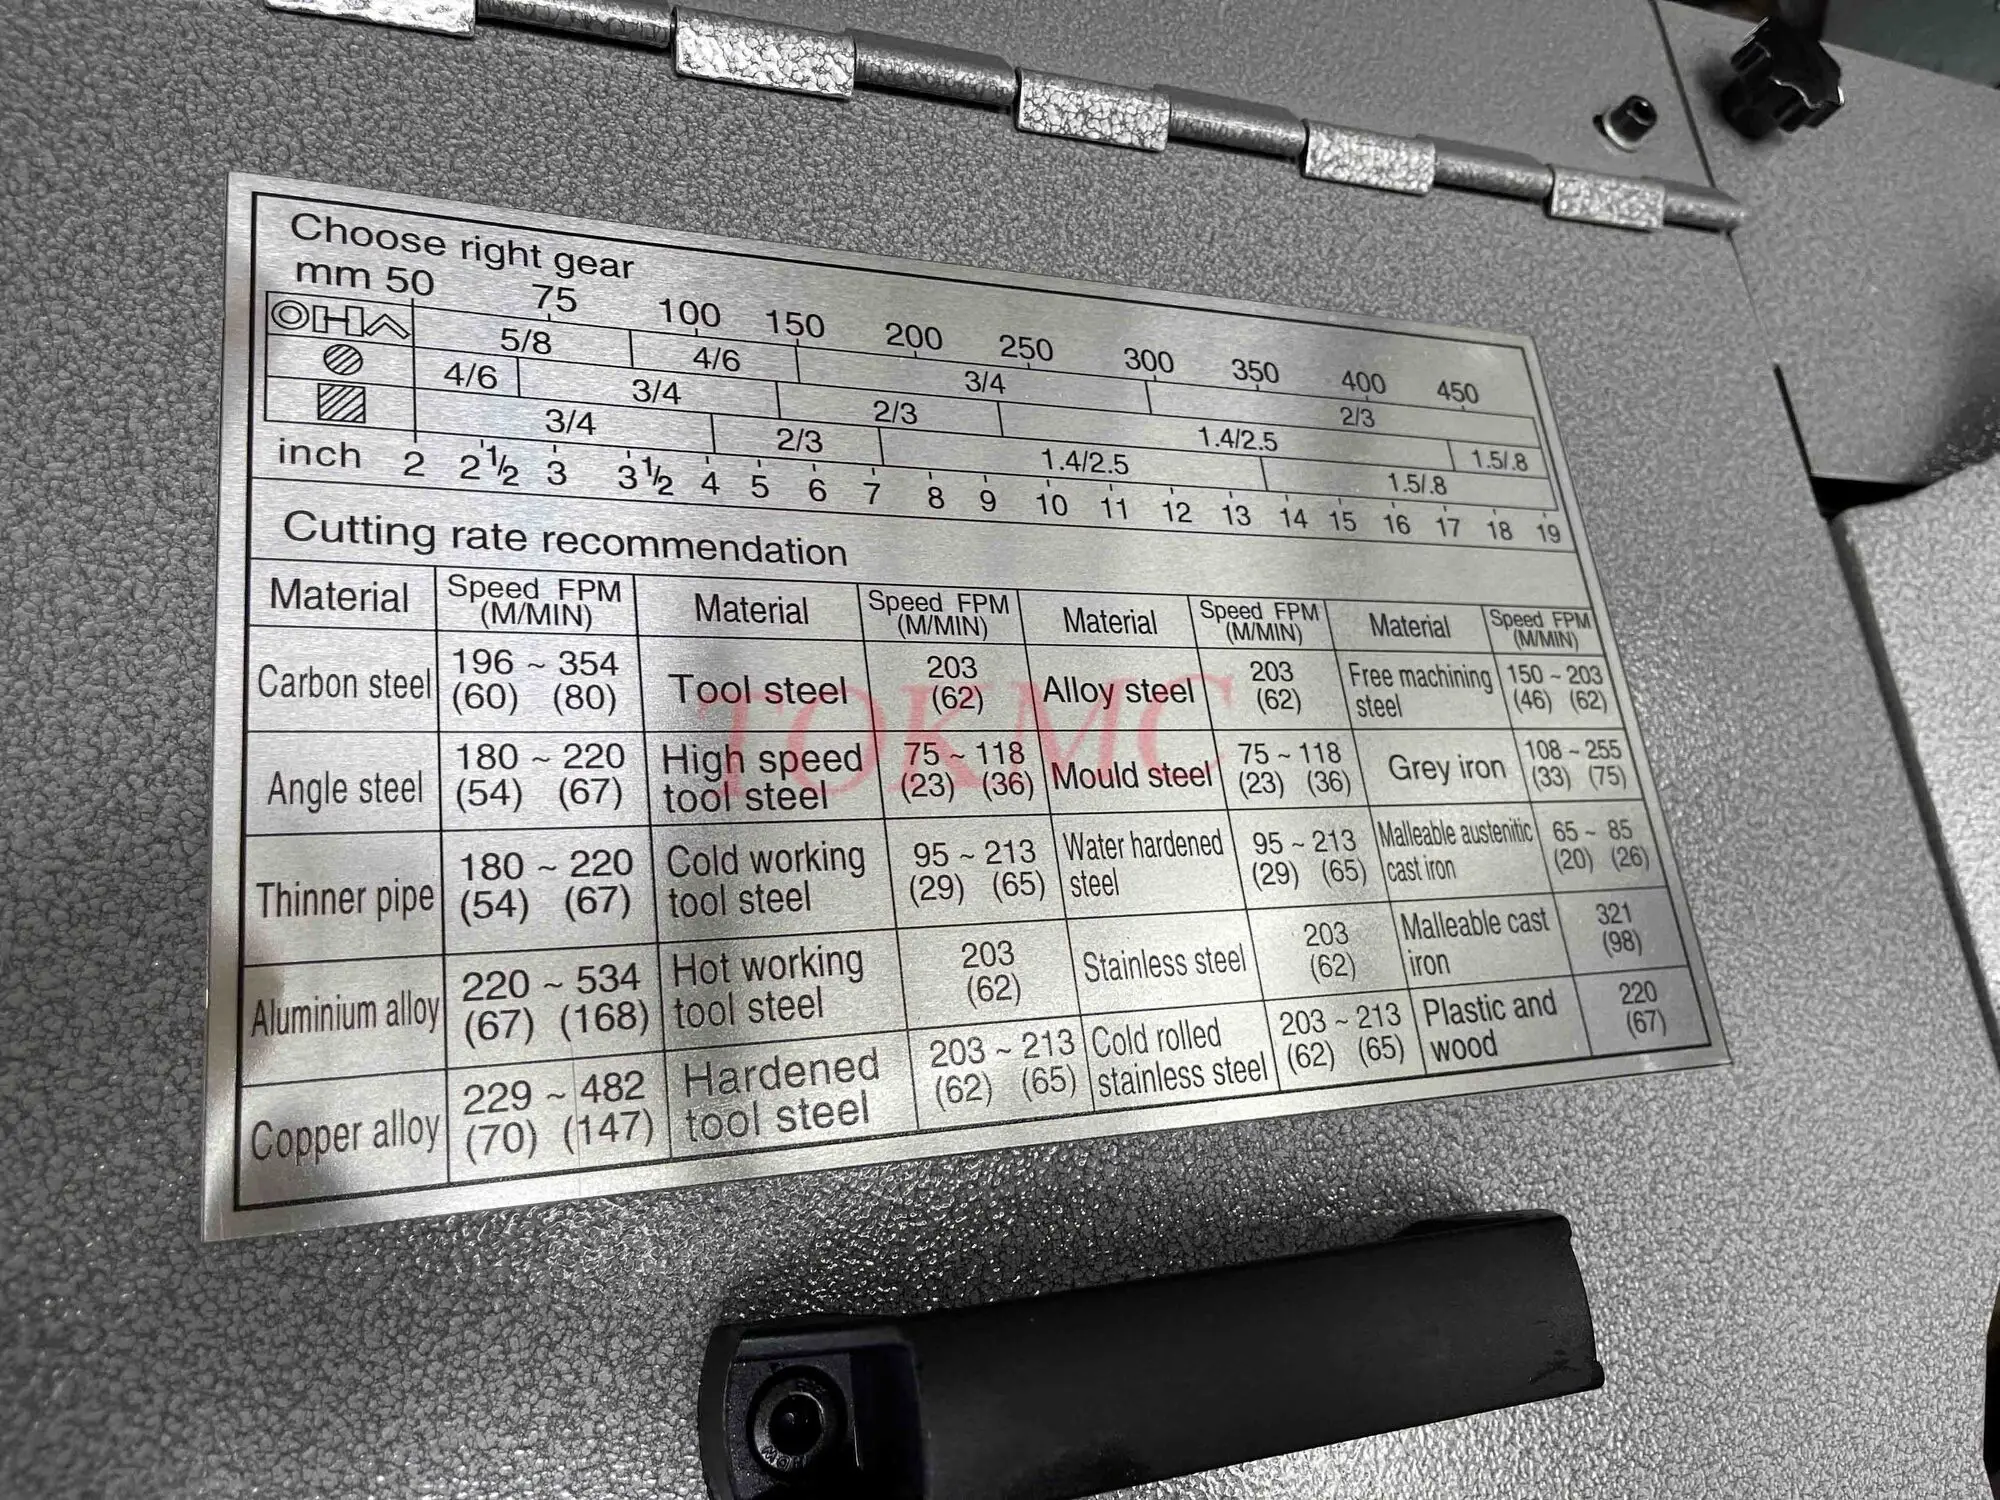 Choose right gear
mm 50 75 100 150 200 250 300 350 400 450
5/8 4/6 3/4 2/3
4/6 3/4 2/3 1.4/2.5 1.5/.8
3/4 2/3 1.4/2.5 1.5/.8
inch 2 2 1/2 3 3 1/2 4 5 6 7 8 9 10 11 12 13 14 15 16 17 18 19
Cutting rate recommendation
Material Speed FPM Material Speed FPM Material Speed FPM Material Speed FPM
(M/MIN) (M/MIN) (M/MIN) (M/MIN)
Carbon steel 196 ~ 354 Tool steel 203 Alloy steel 203 Free machining 150 ~ 203
(60) (80) (62) (62) steel (46) (62)
Angle steel 180 ~ 220 High speed 75 ~ 118 Mould steel 75 ~ 118 Grey iron 108 ~ 255
(54) (67) tool steel (23) (36) (23) (36) (33) (75)
Thinner pipe 180 ~ 220 Cold working 95 ~ 213 Water hardened 95 ~ 213 Malleable austenitic 65 ~ 85
(54) (67) tool steel (29) (65) steel (29) (65) cast iron (20) (26)
Aluminium alloy 220 ~ 534 Hot working 203 Stainless steel 203 Malleable cast 321
(67) (168) tool steel (62) (62) iron (98)
Copper alloy 229 ~ 482 Hardened 203 ~ 213 Cold rolled 203 ~ 213 Plastic and 220
(70) (147) tool steel (62) (65) stainless steel (62) (65) wood (67)
TOKMC